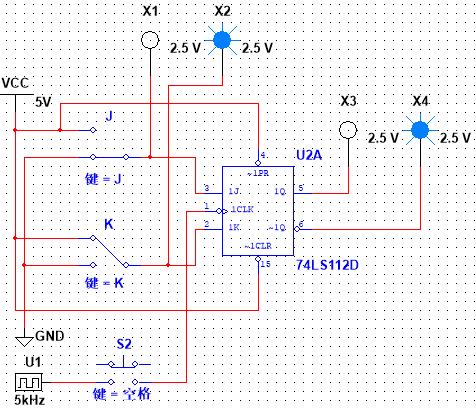 X1 X2
2.5 V 2.5 V
VCC
5V
J
X3 X4
2.5 V 2.5 V
4 U2A
~1PR
键 = J
3 1J 1Q 5
1 1CLK
K
2 1K ~1Q 6
~1CLR
15 74LS112D
键 = K
GND
U1 S2
键 = 空格
5kHz